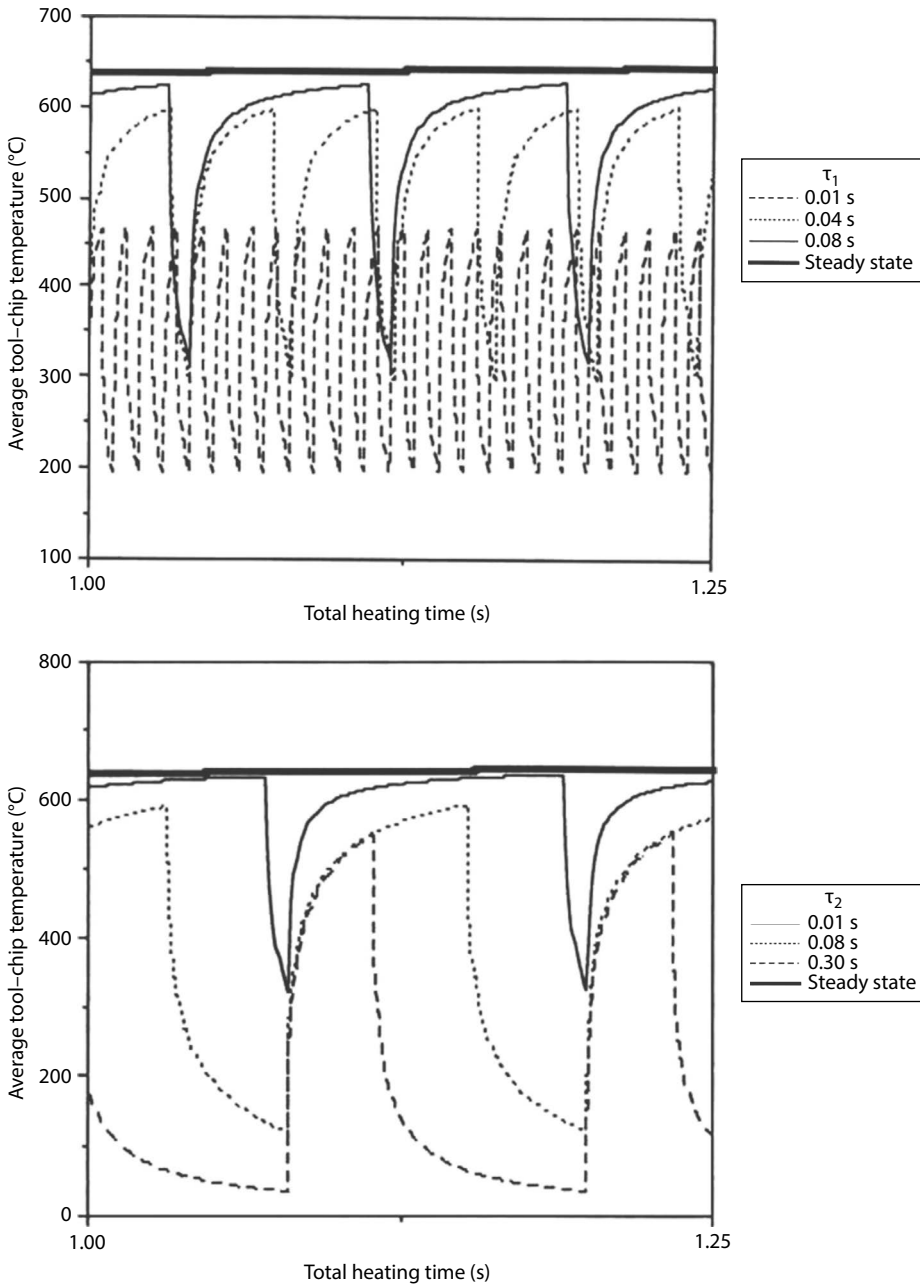 700
600
500
400
300
200
100
Average tool–chip temperature (°C)
1.00
1.25
Total heating time (s)
τ₁
0.01 s
0.04 s
0.08 s
Steady state
800
600
400
200
0
Average tool–chip temperature (°C)
1.00
1.25
Total heating time (s)
τ₂
0.01 s
0.08 s
0.30 s
Steady state